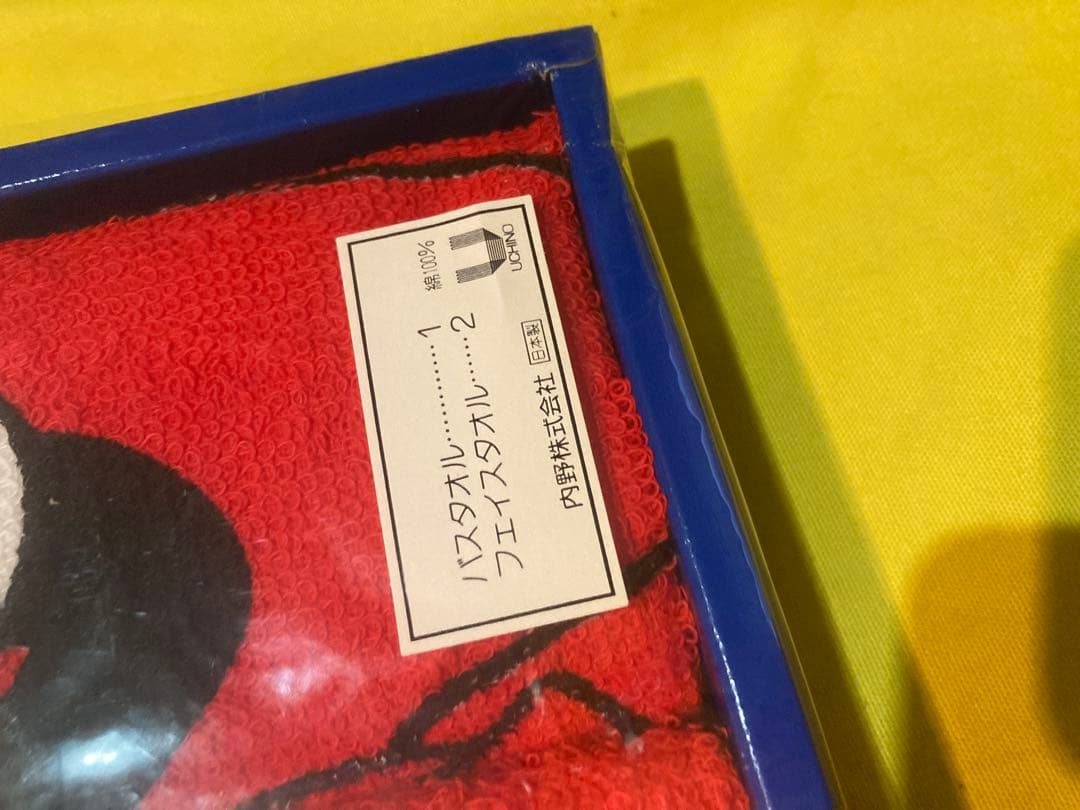 バスタオル…………1
フェイスタオル……2
綿100%
UCHINO
内野株式会社 日本製